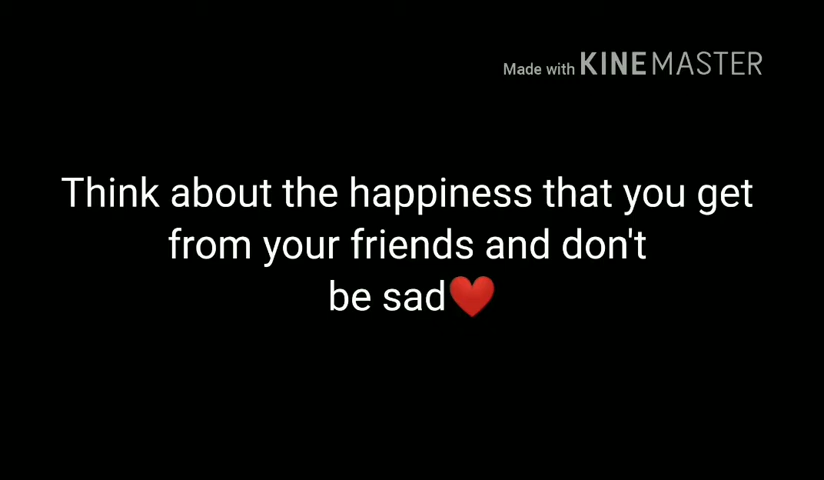 Made with KINEMASTER
Think about the happiness that you get
from your friends and don't
be sad❤️